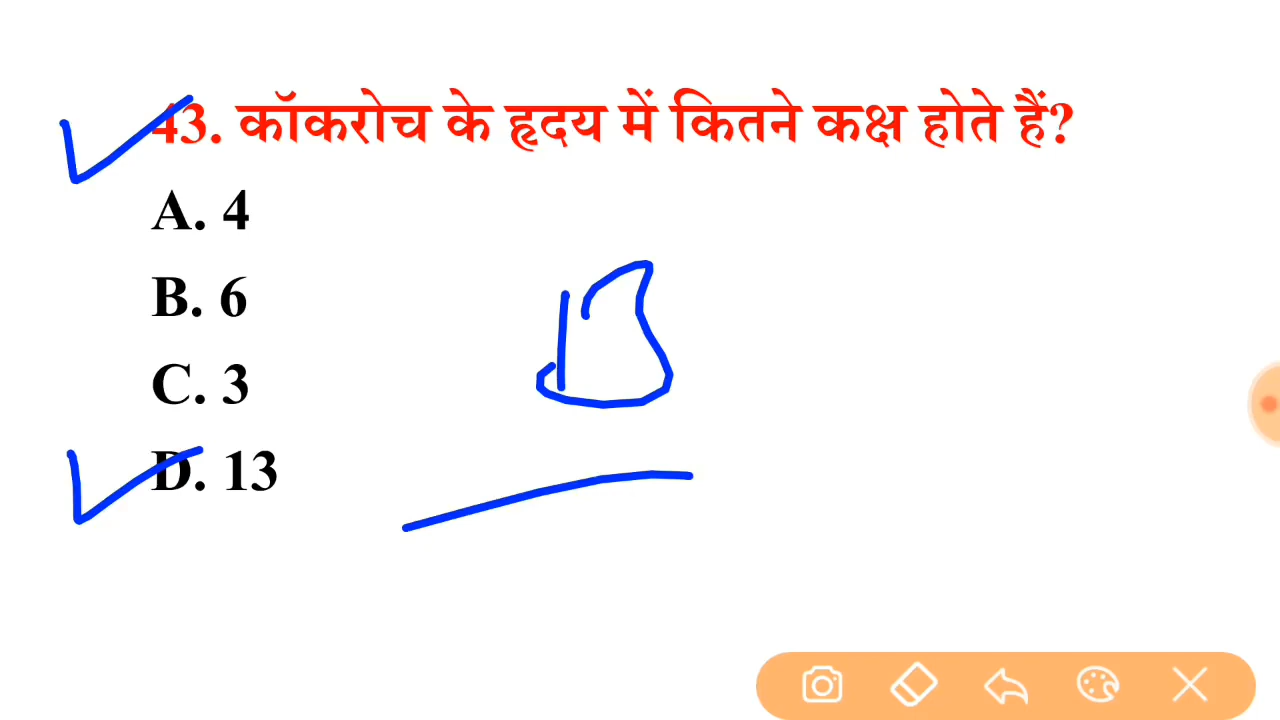 43. कॉकरोच के हृदय में कितने कक्ष होते हैं?
A. 4
B. 6
C. 3
13
D. 13